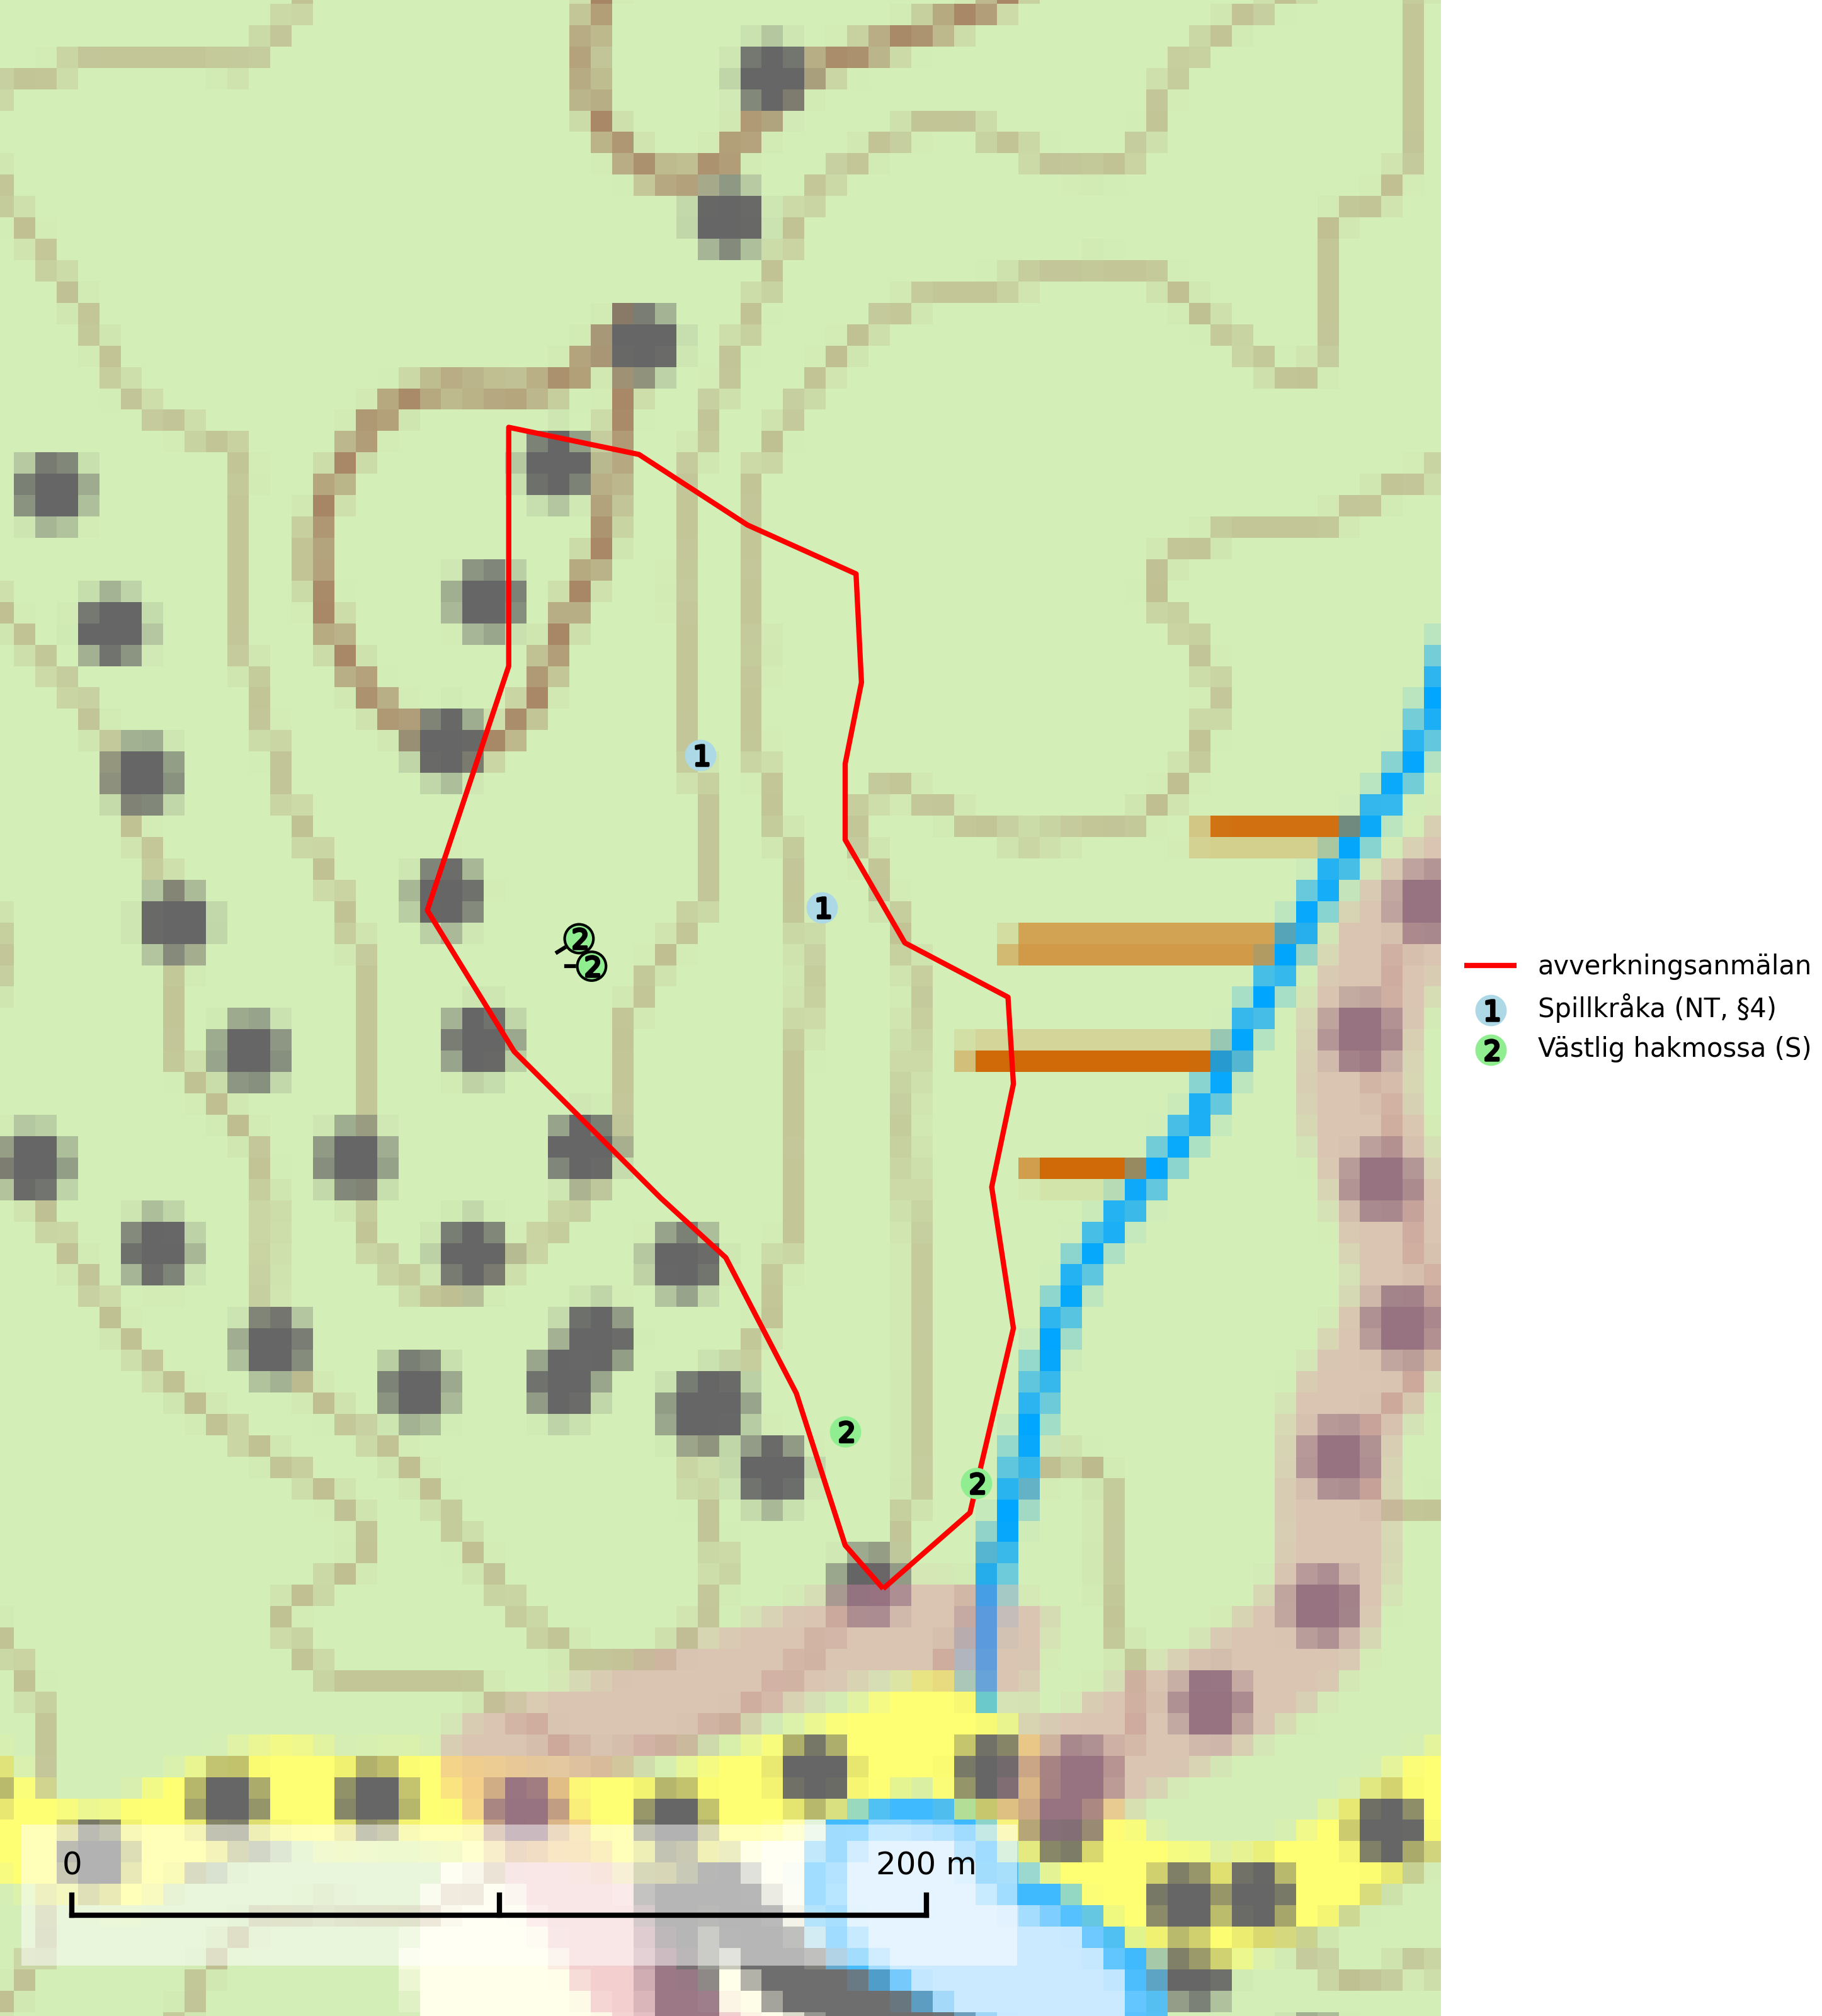 1
1
2
2
2
2
avverkningsanmälan
1 Spillkråka (NT, §4)
2 Västlig hakmossa (S)
0 200 m